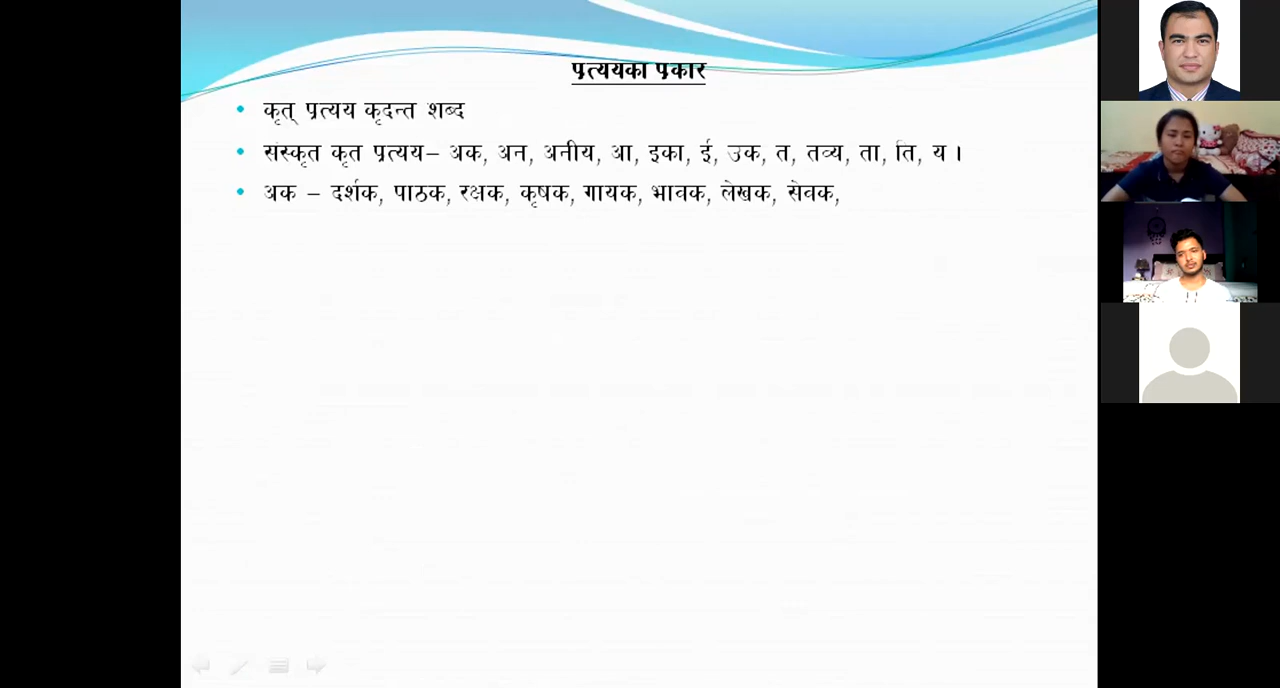 प्रत्ययका प्रकार
• कृत् प्रत्यय कृदन्त शब्द
• संस्कृत कृत प्रत्यय– अक, अन, अनीय, आ, इका, ई, उक, त, तव्य, ता, ति, य ।
• अक – दर्शक, पाठक, रक्षक, कृषक, गायक, भावक, लेखक, सेवक,